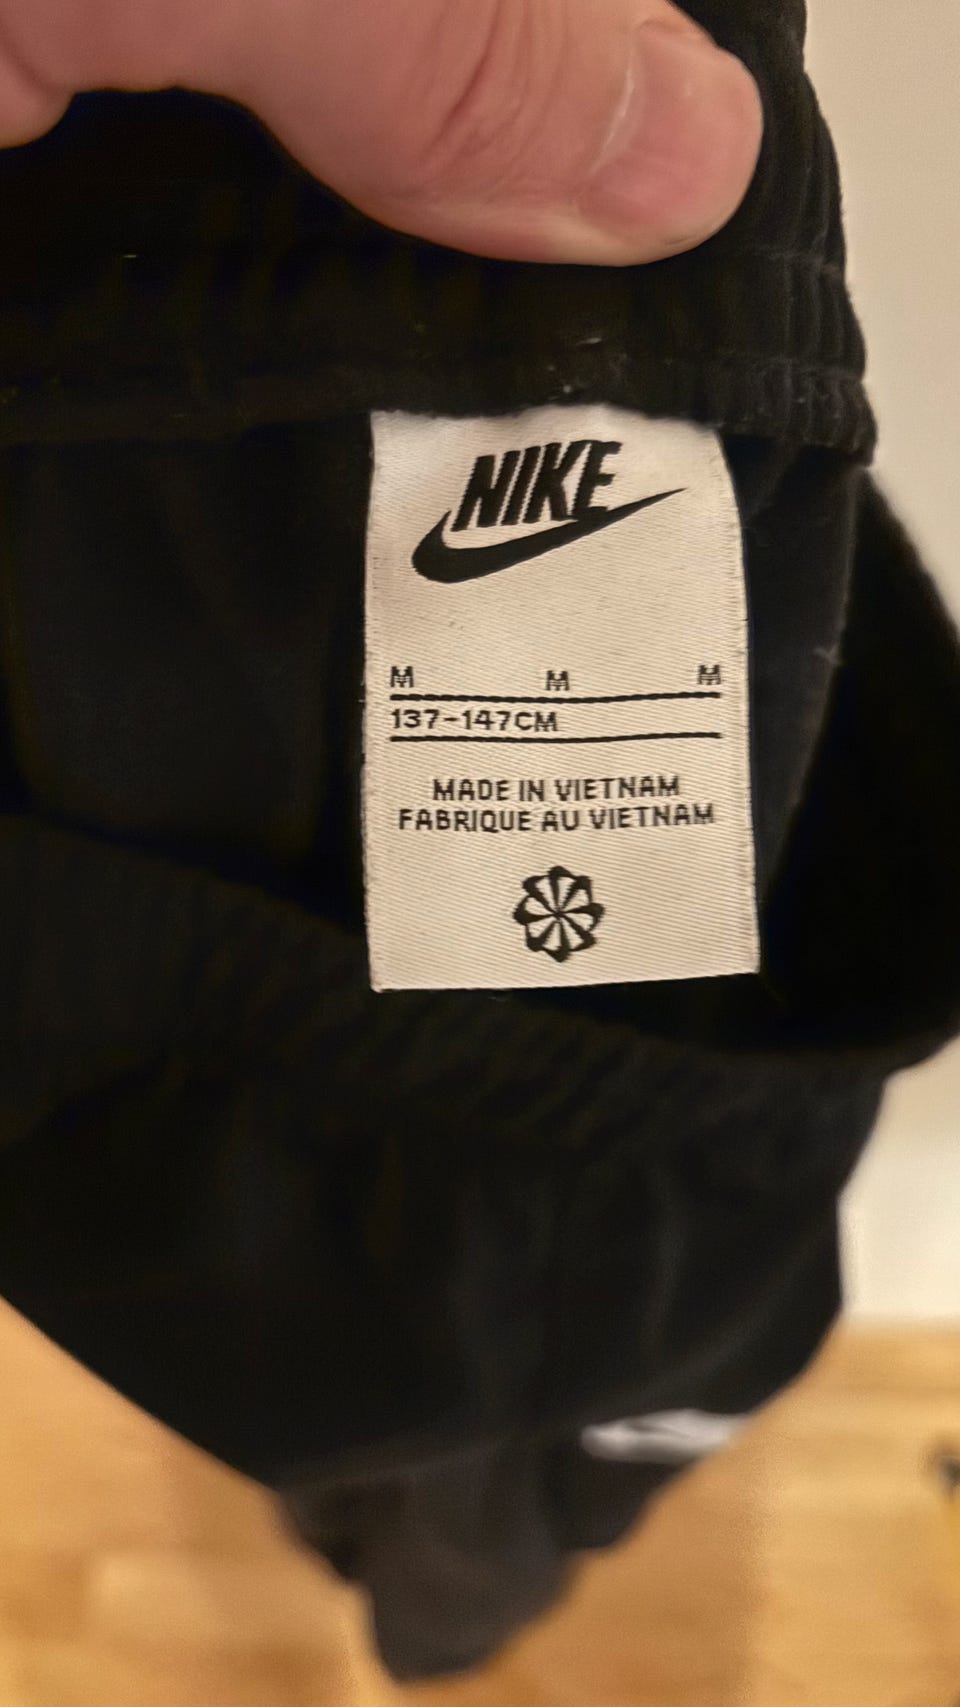 NIKE
M M M
137-147CM
MADE IN VIETNAM
FABRIQUE AU VIETNAM